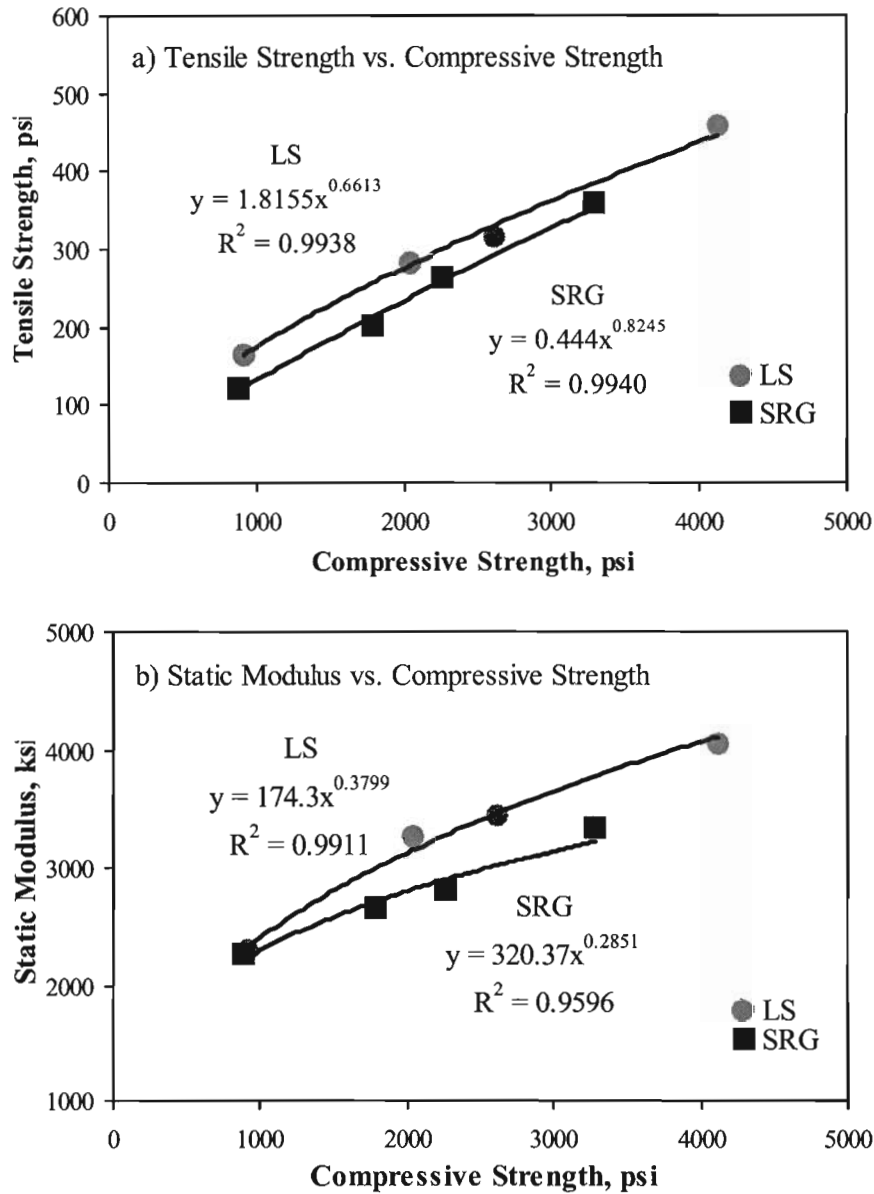 600
a) Tensile Strength vs. Compressive Strength
500
400
300
200
100
0
Tensile Strength, psi
LS
y = 1.8155x^0.6613
R² = 0.9938
SRG
y = 0.444x^0.8245
R² = 0.9940
LS
SRG
0 1000 2000 3000 4000 5000
Compressive Strength, psi
5000
b) Static Modulus vs. Compressive Strength
4000
3000
2000
1000
Static Modulus, ksi
LS
y = 174.3x^0.3799
R² = 0.9911
SRG
y = 320.37x^0.2851
R² = 0.9596
LS
SRG
0 1000 2000 3000 4000 5000
Compressive Strength, psi